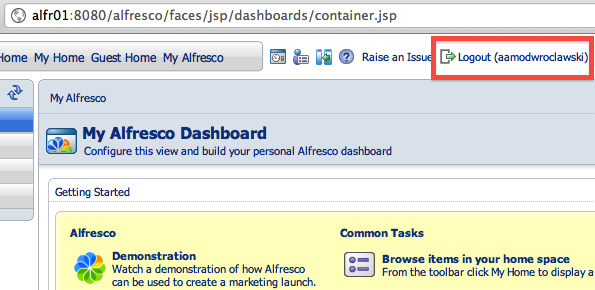 alfr01:8080/alfresco/faces/jsp/dashboards/container.jsp
Home My Home Guest Home My Alfresco Raise an Issue Logout (aamodwroclawski)
My Alfresco
My Alfresco Dashboard
Configure this view and build your personal Alfresco dashboard
Getting Started
Alfresco Common Tasks
Demonstration Browse items in your home space
Watch a demonstration of how Alfresco From the toolbar click My Home to display a
can be used to create a marketing launch.